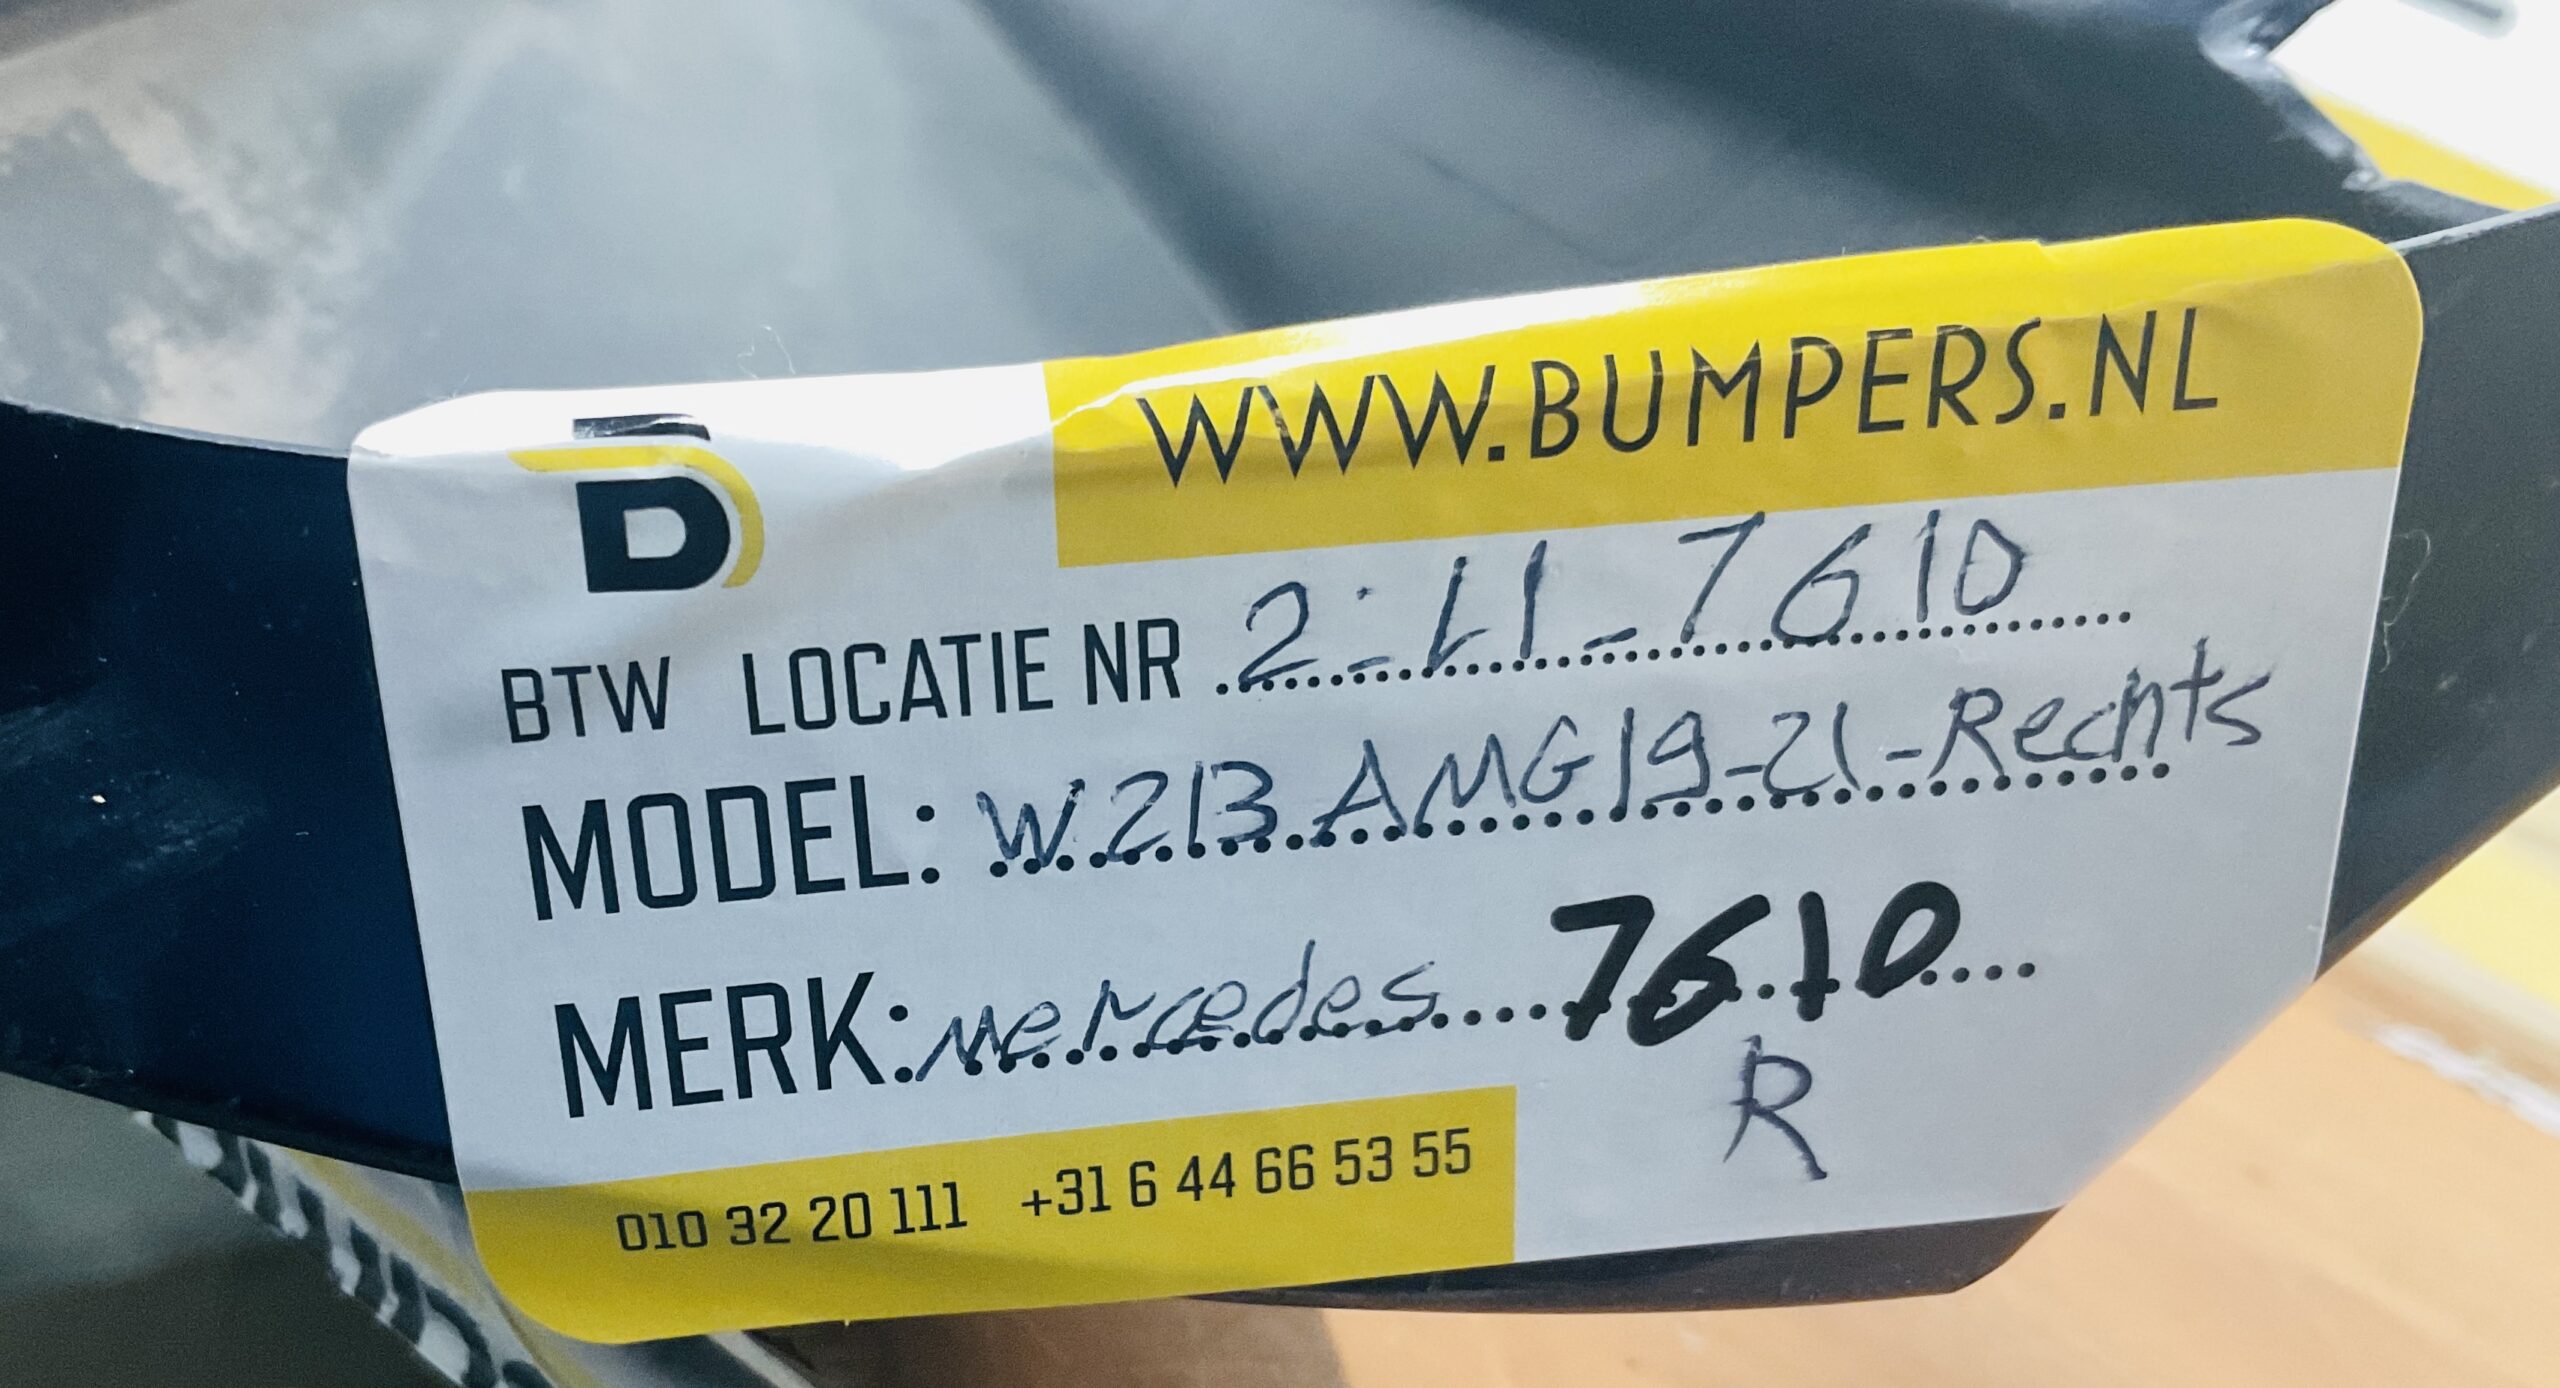 WWW.BUMPERS.NL
B
BTW LOCATIE NR 2-L1-7610
MODEL: W213 AMG 19-21-Rechts
MERK: Mercedes 7610
R
010 32 20 111 +31 6 44 66 53 55